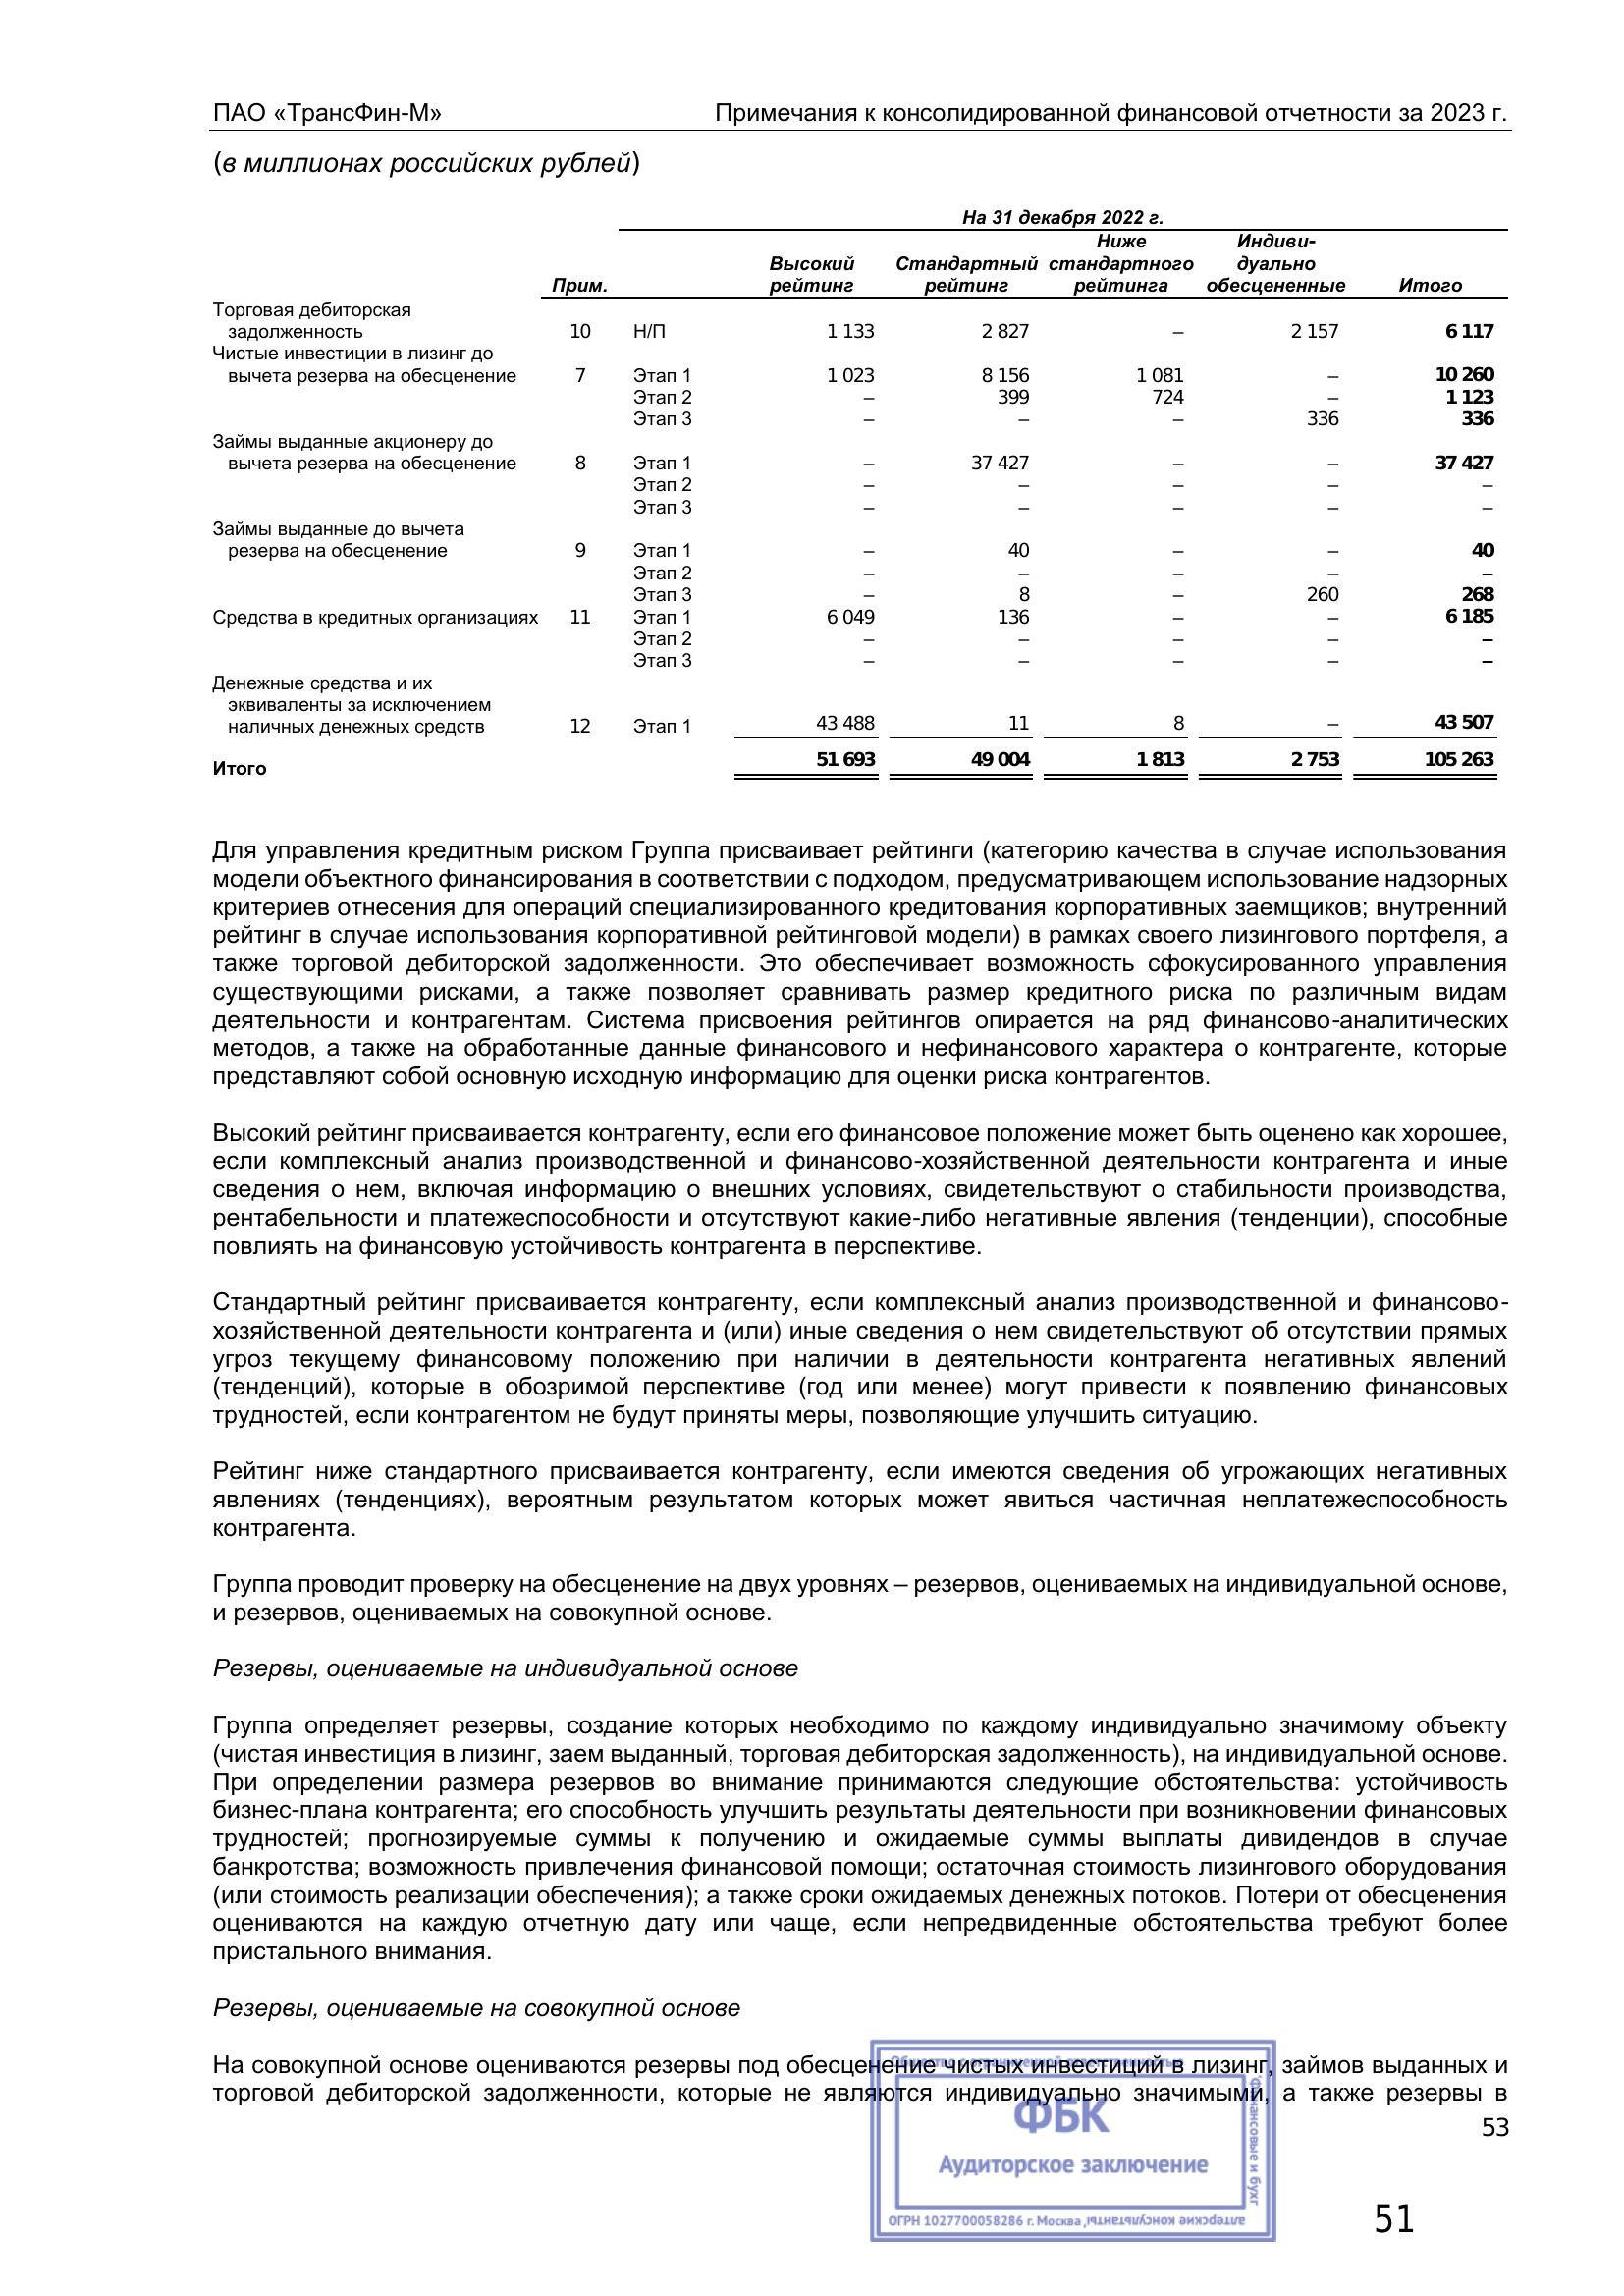 ПАО «ТрансФин-М» Примечания к консолидированной финансовой отчетности за 2023 г.
(в миллионах российских рублей)
На 31 декабря 2022 г.
Прим. Высокий рейтинг Стандартный рейтинг Ниже стандартного рейтинга Индиви-дуально обесцененные Итого
Торговая дебиторская
задолженность 10 Н/П 1 133 2 827 – 2 157 6 117
Чистые инвестиции в лизинг до
вычета резерва на обесценение 7 Этап 1 1 023 8 156 1 081 – 10 260
Этап 2 – 399 724 – 1 123
Этап 3 – – – 336 336
Займы выданные акционеру до
вычета резерва на обесценение 8 Этап 1 – 37 427 – – 37 427
Этап 2 – – – – –
Этап 3 – – – – –
Займы выданные до вычета
резерва на обесценение 9 Этап 1 – 40 – – 40
Этап 2 – – – – –
Этап 3 – 8 – 260 268
Средства в кредитных организациях 11 Этап 1 6 049 136 – – 6 185
Этап 2 – – – – –
Этап 3 – – – – –
Денежные средства и их
эквиваленты за исключением
наличных денежных средств 12 Этап 1 43 488 11 8 – 43 507
Итого 51 693 49 004 1 813 2 753 105 263
Для управления кредитным риском Группа присваивает рейтинги (категорию качества в случае использования
модели объектного финансирования в соответствии с подходом, предусматривающем использование надзорных
критериев отнесения для операций специализированного кредитования корпоративных заемщиков; внутренний
рейтинг в случае использования корпоративной рейтинговой модели) в рамках своего лизингового портфеля, а
также торговой дебиторской задолженности. Это обеспечивает возможность сфокусированного управления
существующими рисками, а также позволяет сравнивать размер кредитного риска по различным видам
деятельности и контрагентам. Система присвоения рейтингов опирается на ряд финансово-аналитических
методов, а также на обработанные данные финансового и нефинансового характера о контрагенте, которые
представляют собой основную исходную информацию для оценки риска контрагентов.
Высокий рейтинг присваивается контрагенту, если его финансовое положение может быть оценено как хорошее,
если комплексный анализ производственной и финансово-хозяйственной деятельности контрагента и иные
сведения о нем, включая информацию о внешних условиях, свидетельствуют о стабильности производства,
рентабельности и платежеспособности и отсутствуют какие-либо негативные явления (тенденции), способные
повлиять на финансовую устойчивость контрагента в перспективе.
Стандартный рейтинг присваивается контрагенту, если комплексный анализ производственной и финансово-
хозяйственной деятельности контрагента и (или) иные сведения о нем свидетельствуют об отсутствии прямых
угроз текущему финансовому положению при наличии в деятельности контрагента негативных явлений
(тенденций), которые в обозримой перспективе (год или менее) могут привести к появлению финансовых
трудностей, если контрагентом не будут приняты меры, позволяющие улучшить ситуацию.
Рейтинг ниже стандартного присваивается контрагенту, если имеются сведения об угрожающих негативных
явлениях (тенденциях), вероятным результатом которых может явиться частичная неплатежеспособность
контрагента.
Группа проводит проверку на обесценение на двух уровнях – резервов, оцениваемых на индивидуальной основе,
и резервов, оцениваемых на совокупной основе.
Резервы, оцениваемые на индивидуальной основе
Группа определяет резервы, создание которых необходимо по каждому индивидуально значимому объекту
(чистая инвестиция в лизинг, заем выданный, торговая дебиторская задолженность), на индивидуальной основе.
При определении размера резервов во внимание принимаются следующие обстоятельства: устойчивость
бизнес-плана контрагента; его способность улучшить результаты деятельности при возникновении финансовых
трудностей; прогнозируемые суммы к получению и ожидаемые суммы выплаты дивидендов в случае
банкротства; возможность привлечения финансовой помощи; остаточная стоимость лизингового оборудования
(или стоимость реализации обеспечения); а также сроки ожидаемых денежных потоков. Потери от обесценения
оцениваются на каждую отчетную дату или чаще, если непредвиденные обстоятельства требуют более
пристального внимания.
Резервы, оцениваемые на совокупной основе
На совокупной основе оцениваются резервы под обесценение чистых инвестиций в лизинг, займов выданных и
торговой дебиторской задолженности, которые не являются индивидуально значимыми, а также резервы в
53
Общество с ограниченной ответственностью
"Финансовые и бухг
алтерские консультанты"
ФБК
Аудиторское заключение
ОГРН 1027700058286 г. Москва
51